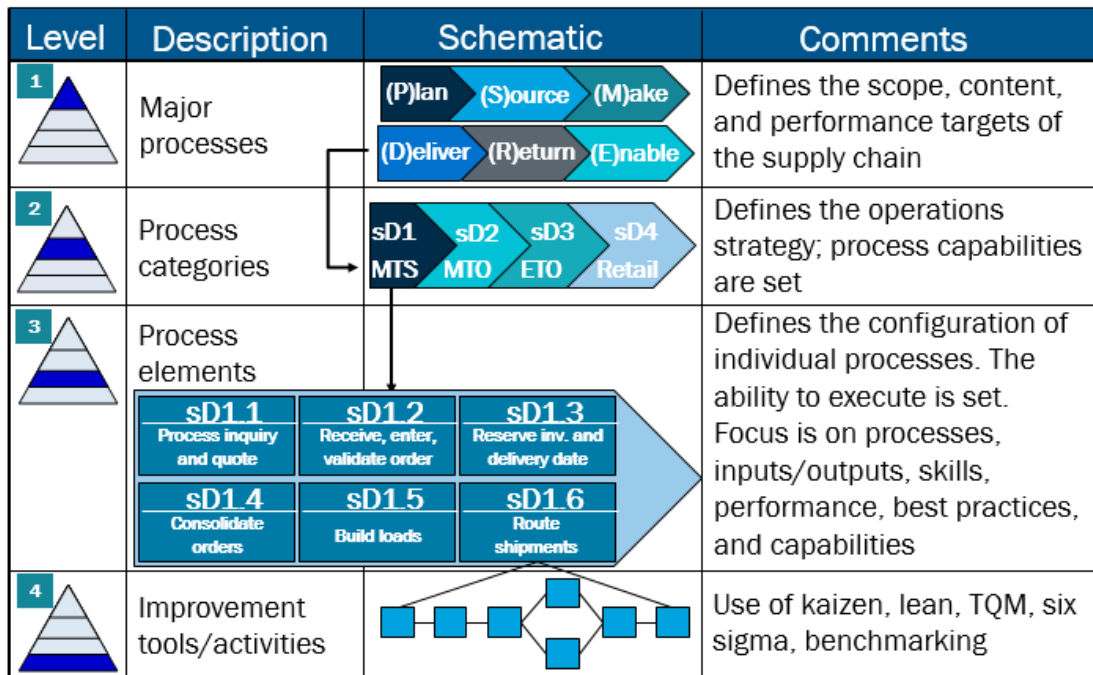 Level Description Schematic Comments
1
Major
processes
(P)lan (S)ource (M)ake
(D)eliver (R)eturn (E)nable
Defines the scope, content,
and performance targets of
the supply chain
2
Process
categories
sD1 sD2 sD3 sD4
MTS MTO ETO Retail
Defines the operations
strategy; process capabilities
are set
3
Process
elements
sD1.1 sD1.2 sD1.3
Process inquiry
and quote
Receive, enter,
validate order
Reserve inv. and
delivery date
sD1.4 sD1.5 sD1.6
Consolidate
orders
Build loads
Route
shipments
Defines the configuration of
individual processes. The
ability to execute is set.
Focus is on processes,
inputs/outputs, skills,
performance, best practices,
and capabilities
4
Improvement
tools/activities
Use of kaizen, lean, TQM, six
sigma, benchmarking